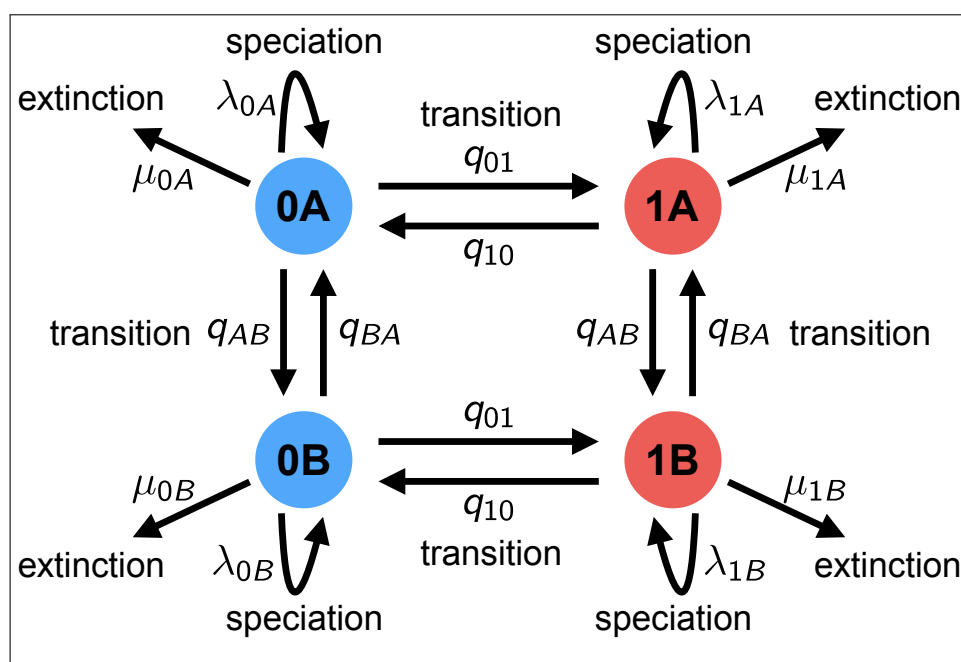 speciation speciation
extinction λ0A λ1A extinction
transition
μ0A q01 μ1A
0A 1A
q10
transition qAB qBA qAB qBA transition
q01
0B 1B
μ0B q10 μ1B
transition
extinction λ0B λ1B extinction
speciation speciation